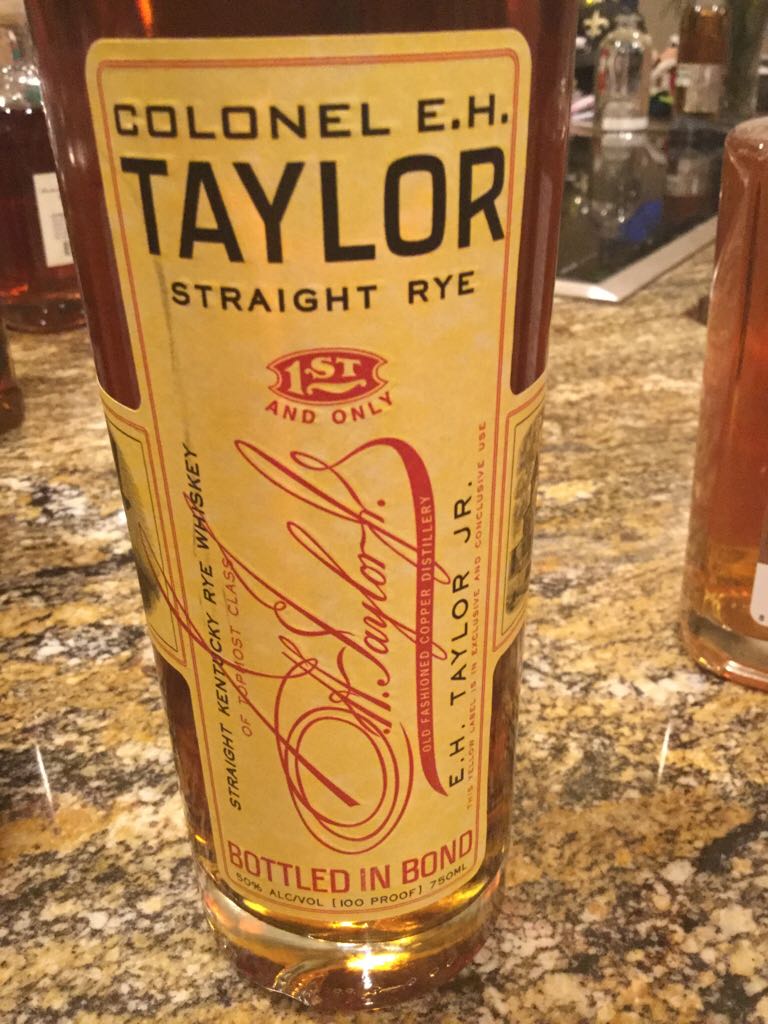 COLONEL E.H.
TAYLOR
STRAIGHT RYE
1ST
AND ONLY
STRAIGHT KENTUCKY RYE WHISKEY
OF TOPMOST CLASS
E.H. Taylor Jr.
OLD FASHIONED COPPER DISTILLERY
E.H. TAYLOR JR.
THIS YELLOW LABEL IS IN EXCLUSIVE AND CONCLUSIVE USE
BOTTLED IN BOND
50% ALC/VOL [100 PROOF] 750ML